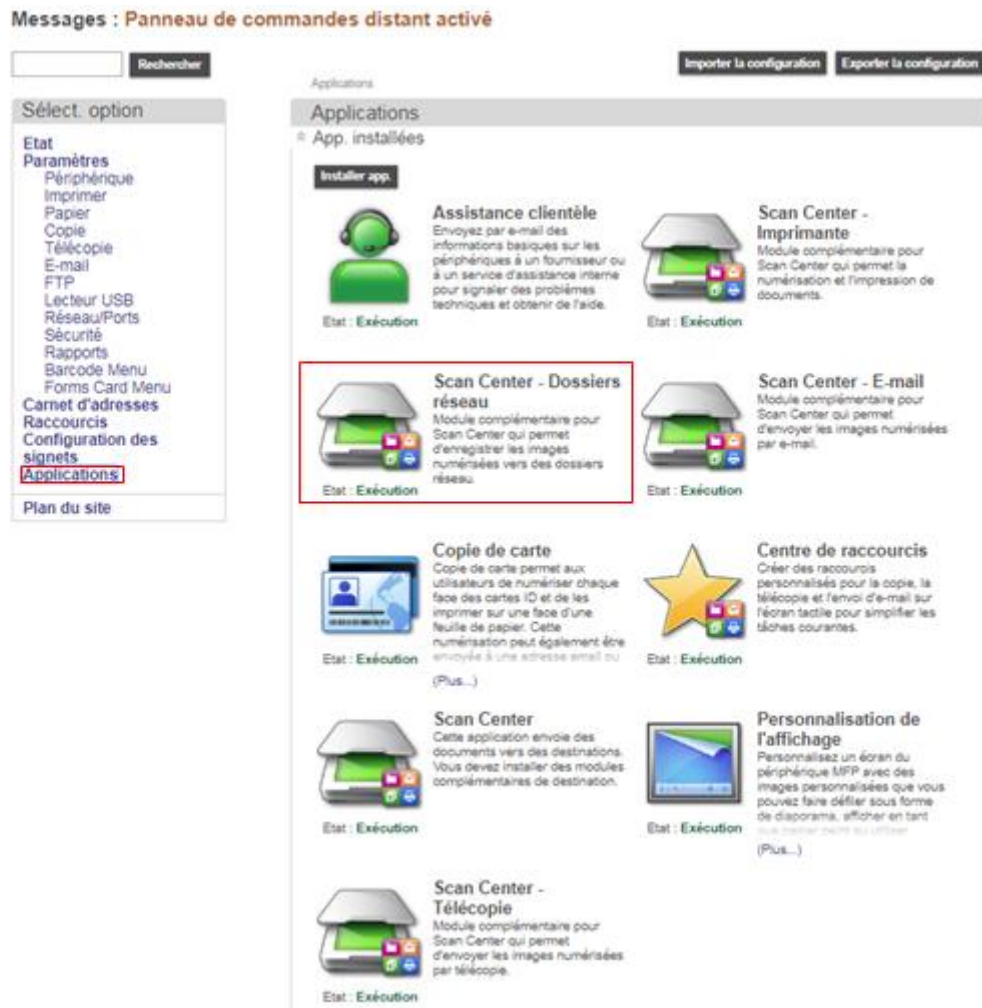 Messages : Panneau de commandes distant activé
Rechercher
Importer la configuration
Exporter la configuration
Applications
Sélect. option
Etat
Paramètres
Périphérique
Imprimer
Papier
Copie
Télécopie
E-mail
FTP
Lecteur USB
Réseau/Ports
Sécurité
Rapports
Barcode Menu
Forms Card Menu
Carnet d'adresses
Raccourcis
Configuration des
signets
Applications
Plan du site
Applications
App. installées
Installer app.
Assistance clientèle
Envoyez par e-mail des
informations basiques sur les
périphériques à un fournisseur ou
à un service d'assistance interne
pour signaler des problèmes
techniques et obtenir de l'aide.
Etat : Exécution
Scan Center -
Imprimante
Module complémentaire pour
Scan Center qui permet la
numérisation et l'impression de
documents.
Etat : Exécution
Scan Center - Dossiers
réseau
Module complémentaire pour
Scan Center qui permet
d'enregistrer les images
numérisées vers des dossiers
réseau.
Etat : Exécution
Scan Center - E-mail
Module complémentaire pour
Scan Center qui permet
d'envoyer les images numérisées
par e-mail.
Etat : Exécution
Copie de carte
Copie de carte permet aux
utilisateurs de numériser chaque
face des cartes ID et de les
imprimer sur une face d'une
feuille de papier. Cette
numérisation peut également être
envoyée à une adresse email ou
(Plus...)
Etat : Exécution
Centre de raccourcis
Créer des raccourcis
personnalisés pour la copie, la
télécopie et l'envoi d'e-mail sur
l'écran tactile pour simplifier les
tâches courantes.
Etat : Exécution
Scan Center
Cette application envoie des
documents vers des destinations.
Vous devez installer des modules
complémentaires de destination.
Etat : Exécution
Personnalisation de
l'affichage
Personnalisez un écran du
périphérique MFP avec des
images personnalisées que vous
pouvez faire défiler sous forme
de diaporama, afficher en tant
que papier peint ou utiliser
(Plus...)
Etat : Exécution
Scan Center -
Télécopie
Module complémentaire pour
Scan Center qui permet
d'envoyer les images numérisées
par télécopie.
Etat : Exécution